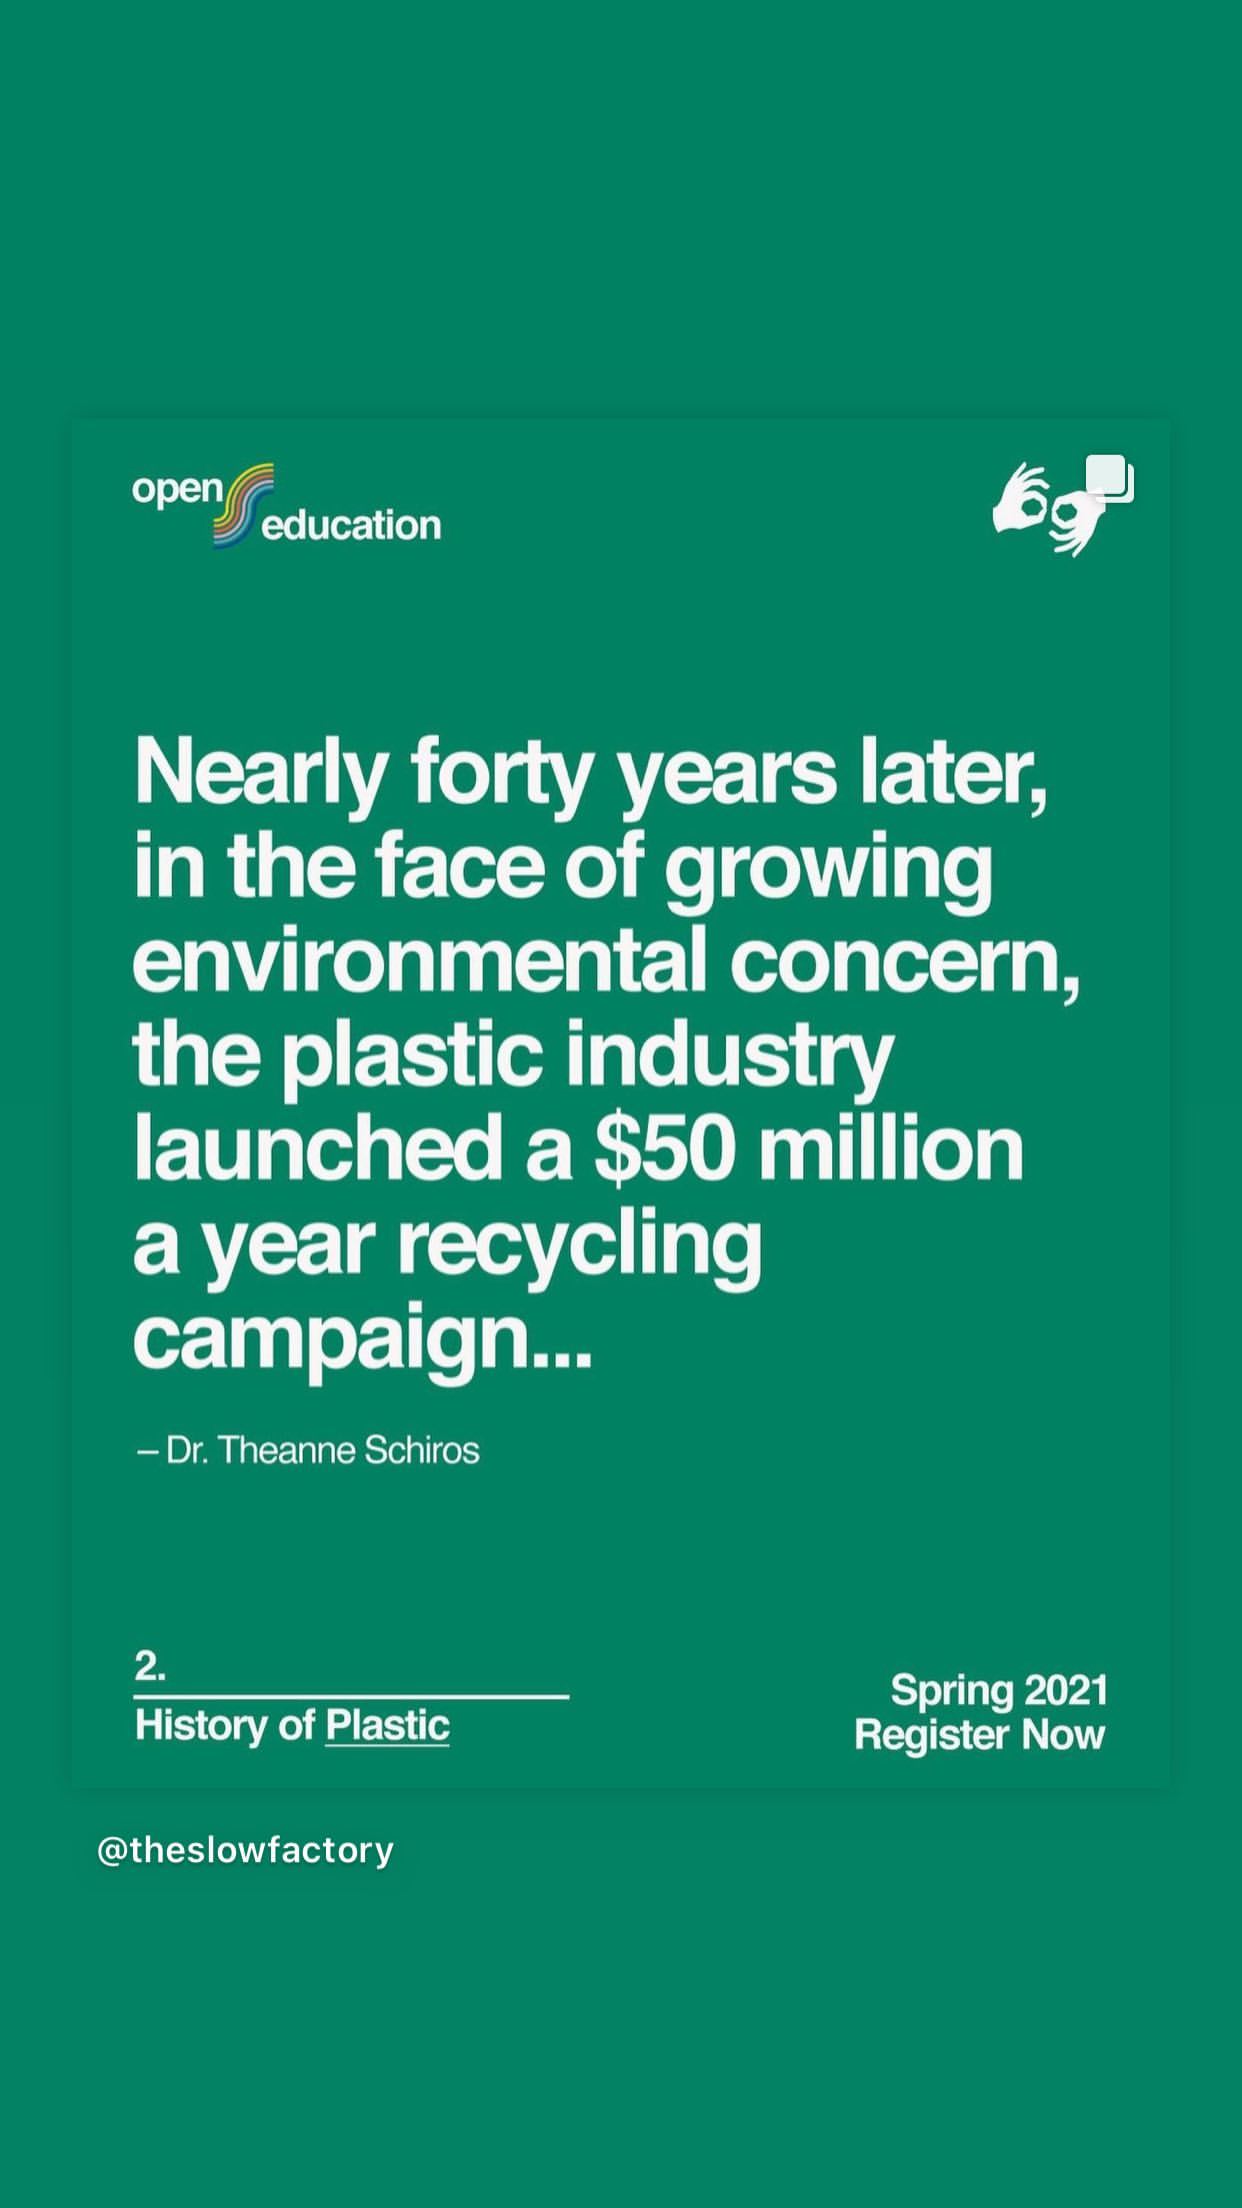 open
education
Nearly forty years later,
in the face of growing
environmental concern,
the plastic industry
launched a $50 million
a year recycling
campaign...
– Dr. Theanne Schiros
2.
History of Plastic
Spring 2021
Register Now
@theslowfactory